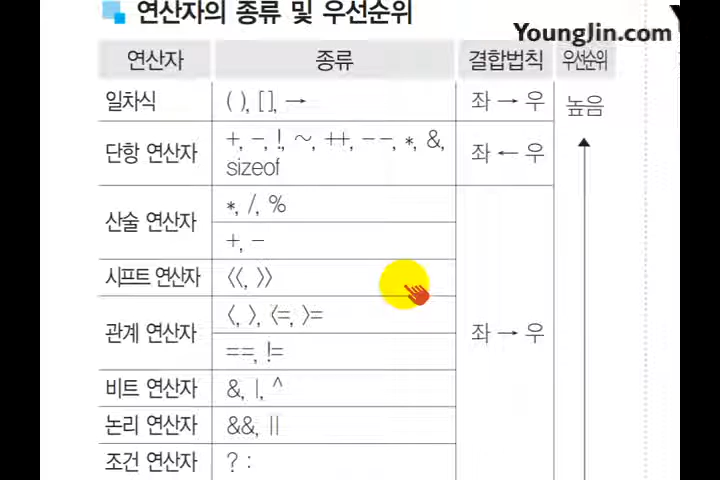 연산자의 종류 및 우선순위
YoungJin.com
연산자 종류 결합법칙 우선순위
일차식 ( ), [ ], → 좌 → 우 높음
단항 연산자 +, -, !, ~, ++, --, *, &, 좌 ← 우
sizeof
산술 연산자 *, /, %
+, -
시프트 연산자 〈〈, 〉〉
관계 연산자 〈, 〉, 〈=, 〉= 좌 → 우
==, !=
비트 연산자 &, |, ^
논리 연산자 &&, ||
조건 연산자 ? :